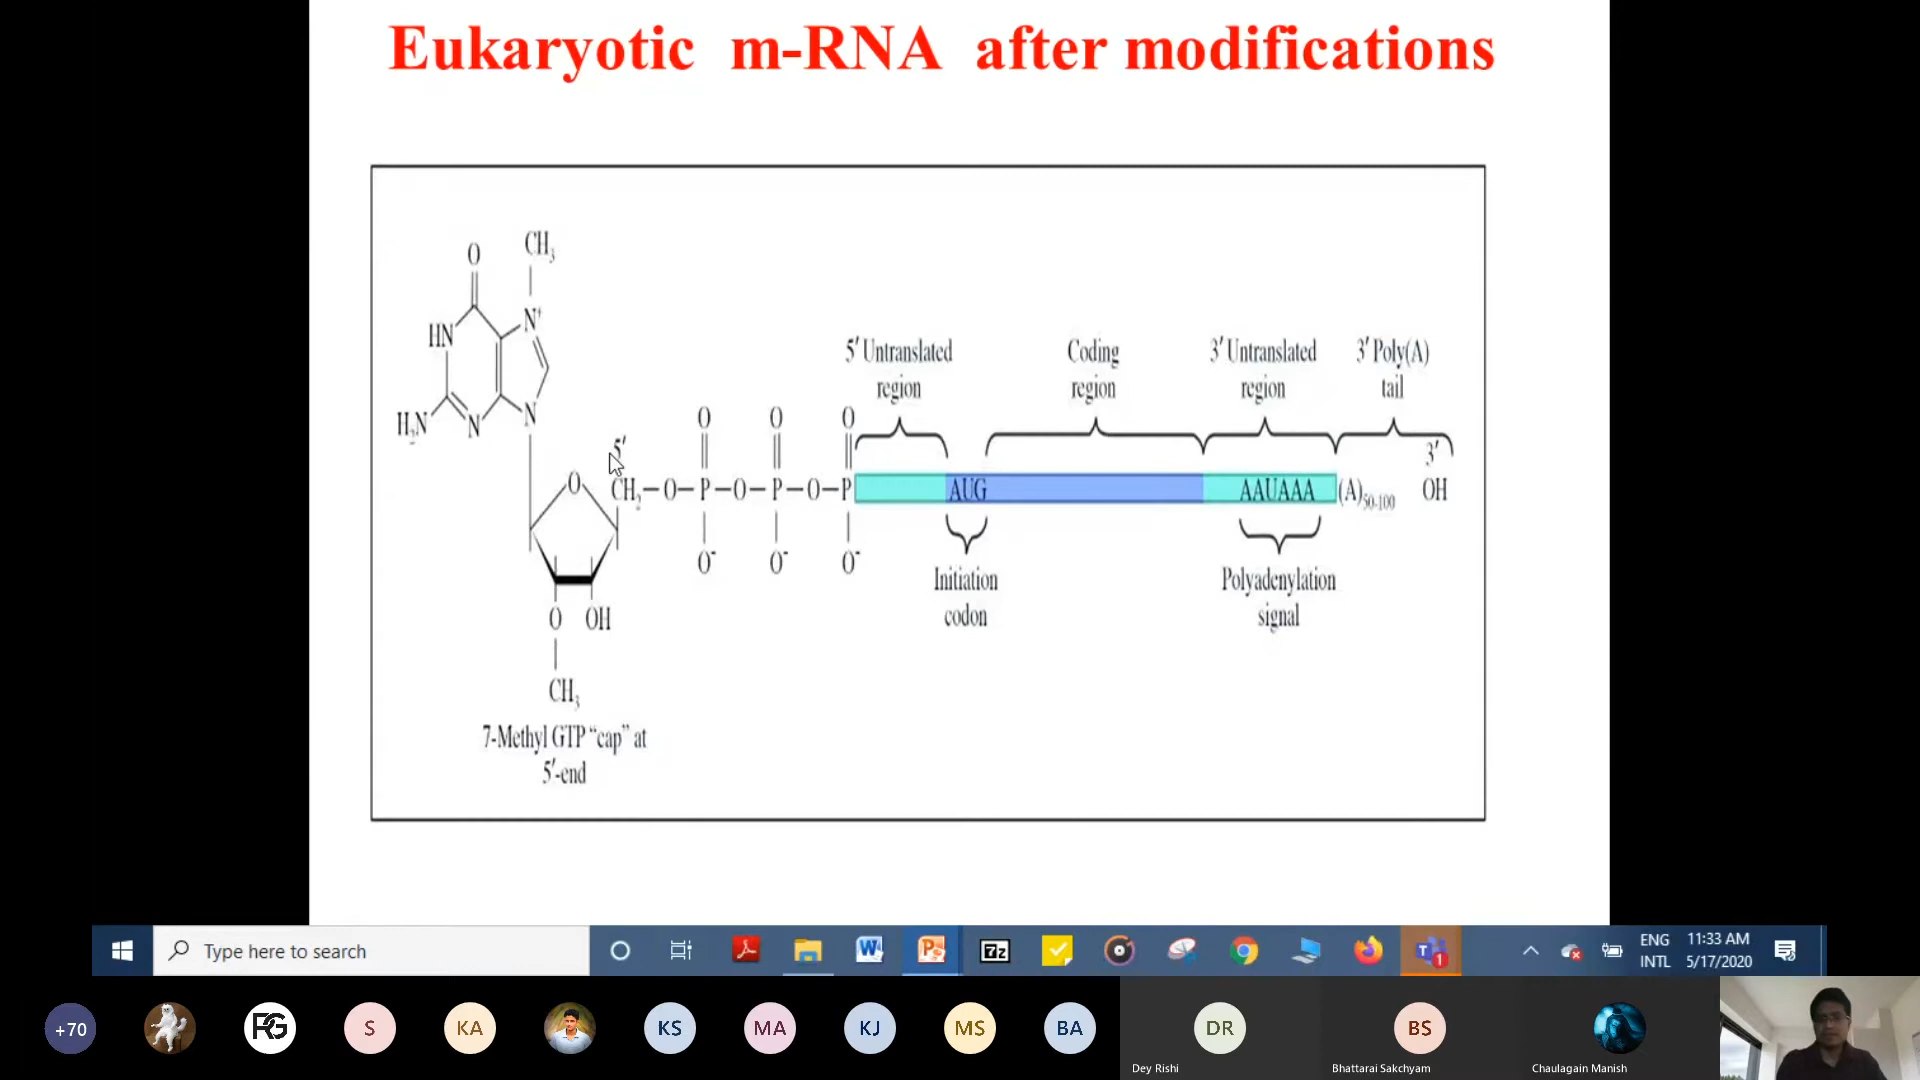 Eukaryotic m-RNA after modifications
O
CH₃
HN
N⁺
H₂N
N
N
5′
O
CH₂–O–P–O–P–O–P
O
O
O
O⁻
O⁻
O⁻
O
OH
CH₃
7-Methyl GTP “cap” at
5′-end
5′ Untranslated
region
Coding
region
3′ Untranslated
region
3′ Poly(A)
tail
3′
AUG
AAUAAA
(A)₅₀₋₁₀₀
OH
Initiation
codon
Polyadenylation
signal
Type here to search
7z
1
ENG
INTL
11:33 AM
5/17/2020
+70
RG
S
KA
KS
MA
KJ
MS
BA
DR
Dey Rishi
BS
Bhattarai Sakchyam
Chaulagain Manish